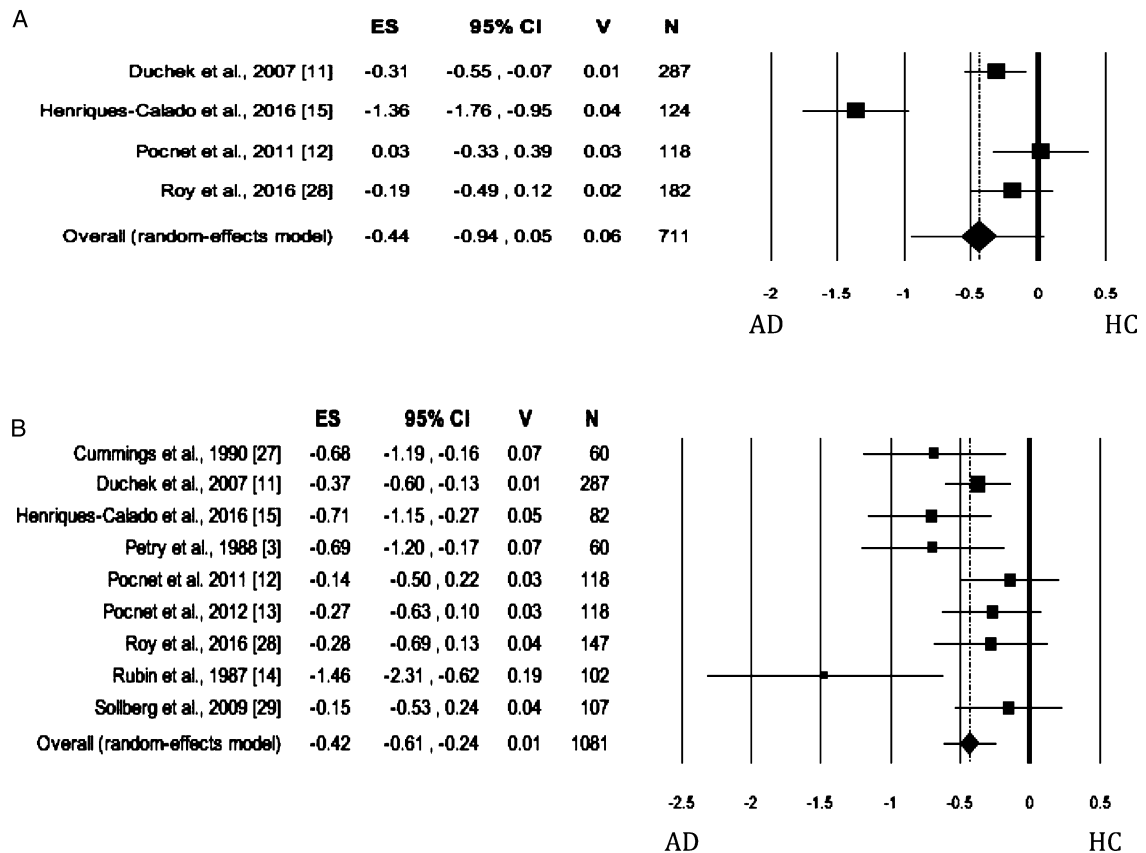 A
ES 95% CI V N
Duchek et al., 2007 [11] -0.31 -0.55 , -0.07 0.01 287
Henriques-Calado et al., 2016 [15] -1.36 -1.76 , -0.95 0.04 124
Pocnet et al., 2011 [12] 0.03 -0.33 , 0.39 0.03 118
Roy et al., 2016 [28] -0.19 -0.49 , 0.12 0.02 182
Overall (random-effects model) -0.44 -0.94 , 0.05 0.06 711
-2 -1.5 -1 -0.5 0 0.5
AD HC
B
ES 95% CI V N
Cummings et al., 1990 [27] -0.68 -1.19 , -0.16 0.07 60
Duchek et al., 2007 [11] -0.37 -0.60 , -0.13 0.01 287
Henriques-Calado et al., 2016 [15] -0.71 -1.15 , -0.27 0.05 82
Petry et al., 1988 [3] -0.69 -1.20 , -0.17 0.07 60
Pocnet et al. 2011 [12] -0.14 -0.50 , 0.22 0.03 118
Pocnet et al., 2012 [13] -0.27 -0.63 , 0.10 0.03 118
Roy et al., 2016 [28] -0.28 -0.69 , 0.13 0.04 147
Rubin et al., 1987 [14] -1.46 -2.31 , -0.62 0.19 102
Sollberg et al., 2009 [29] -0.15 -0.53 , 0.24 0.04 107
Overall (random-effects model) -0.42 -0.61 , -0.24 0.01 1081
-2.5 -2 -1.5 -1 -0.5 0 0.5
AD HC